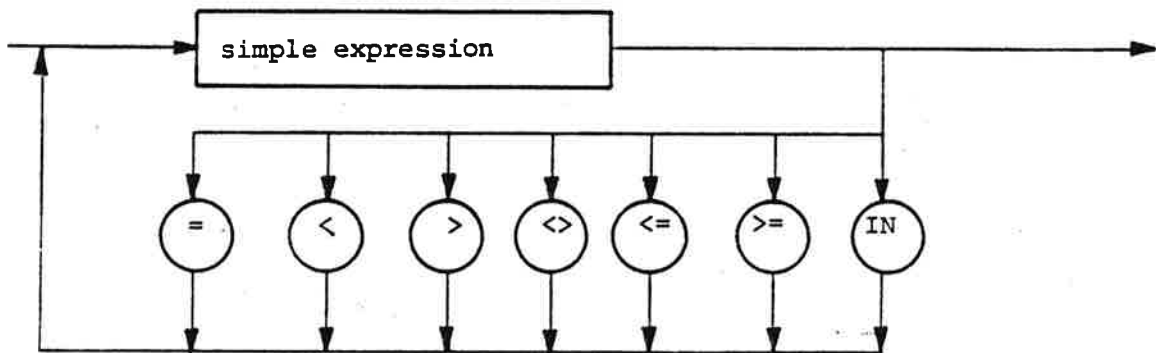 simple expression
= < > <> <= >= IN